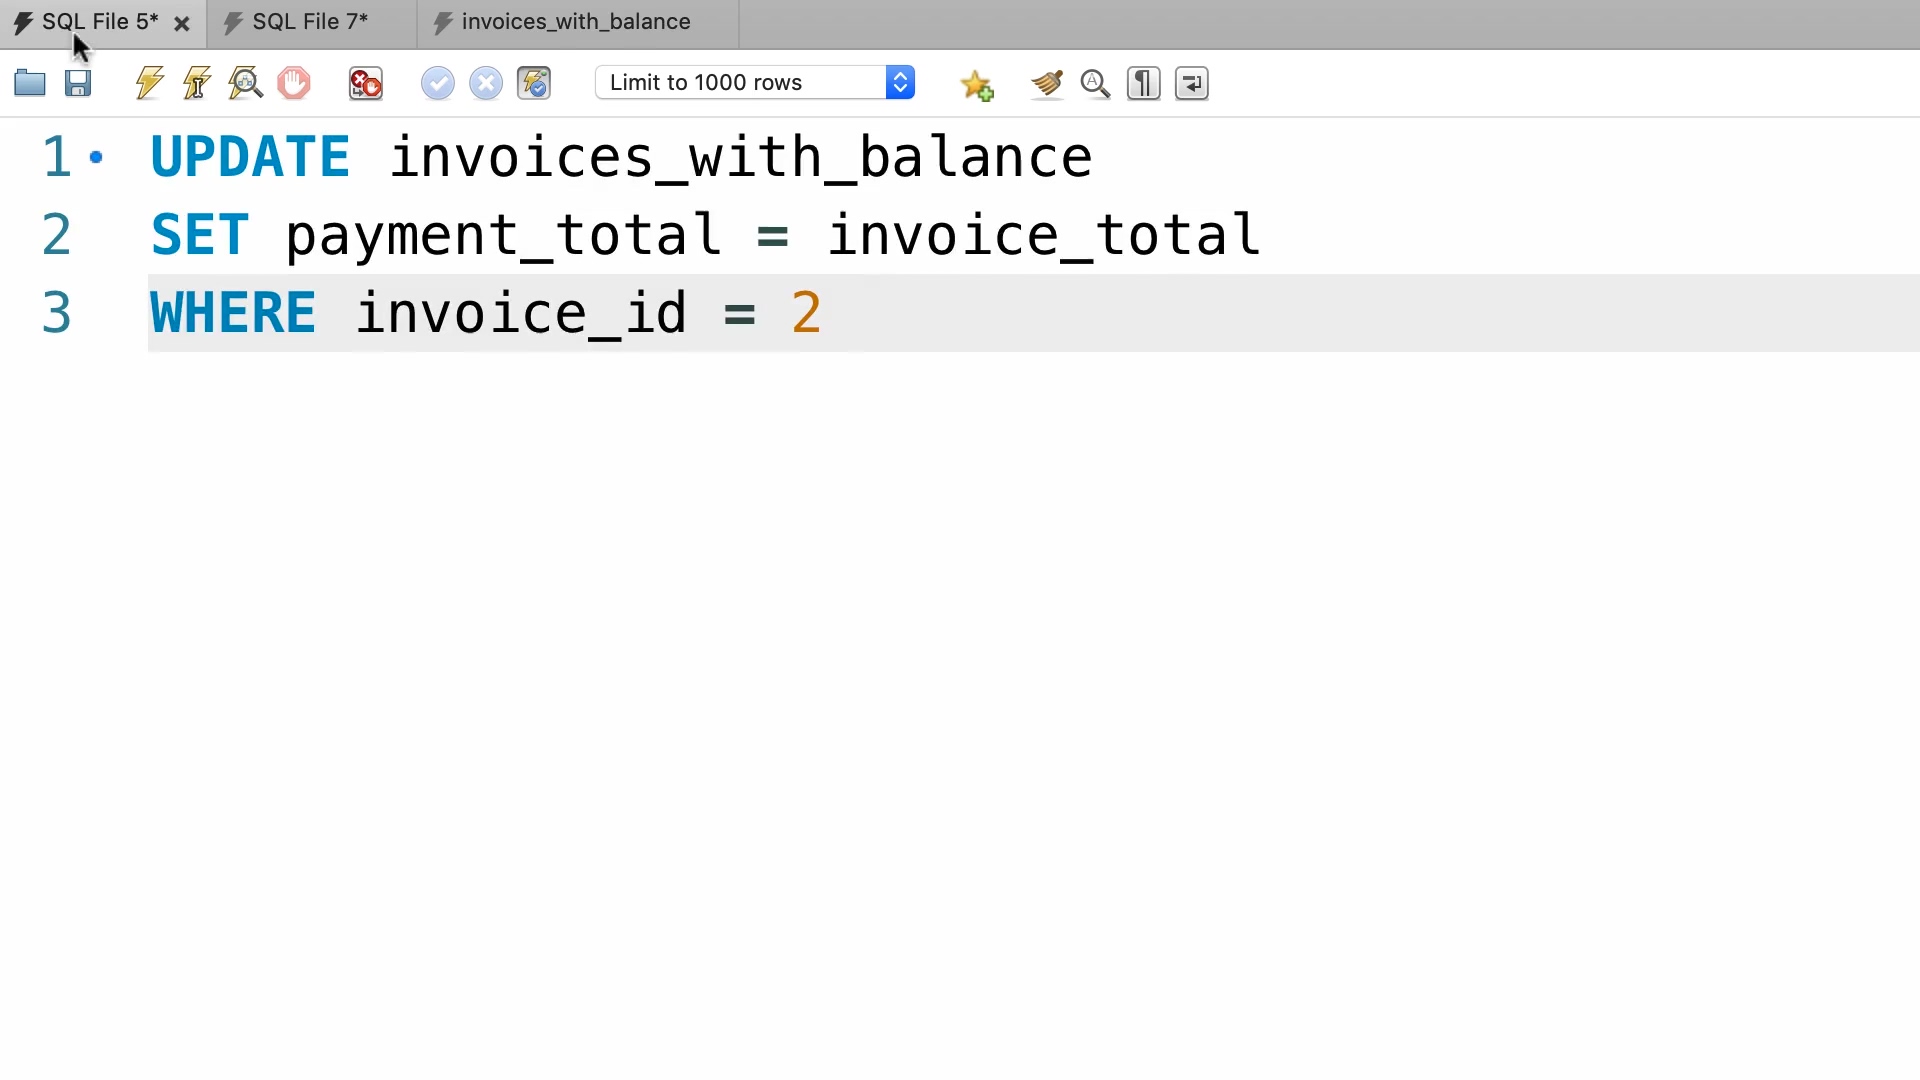 SQL File 5* SQL File 7* invoices_with_balance
Limit to 1000 rows
1 UPDATE invoices_with_balance
2 SET payment_total = invoice_total
3 WHERE invoice_id = 2